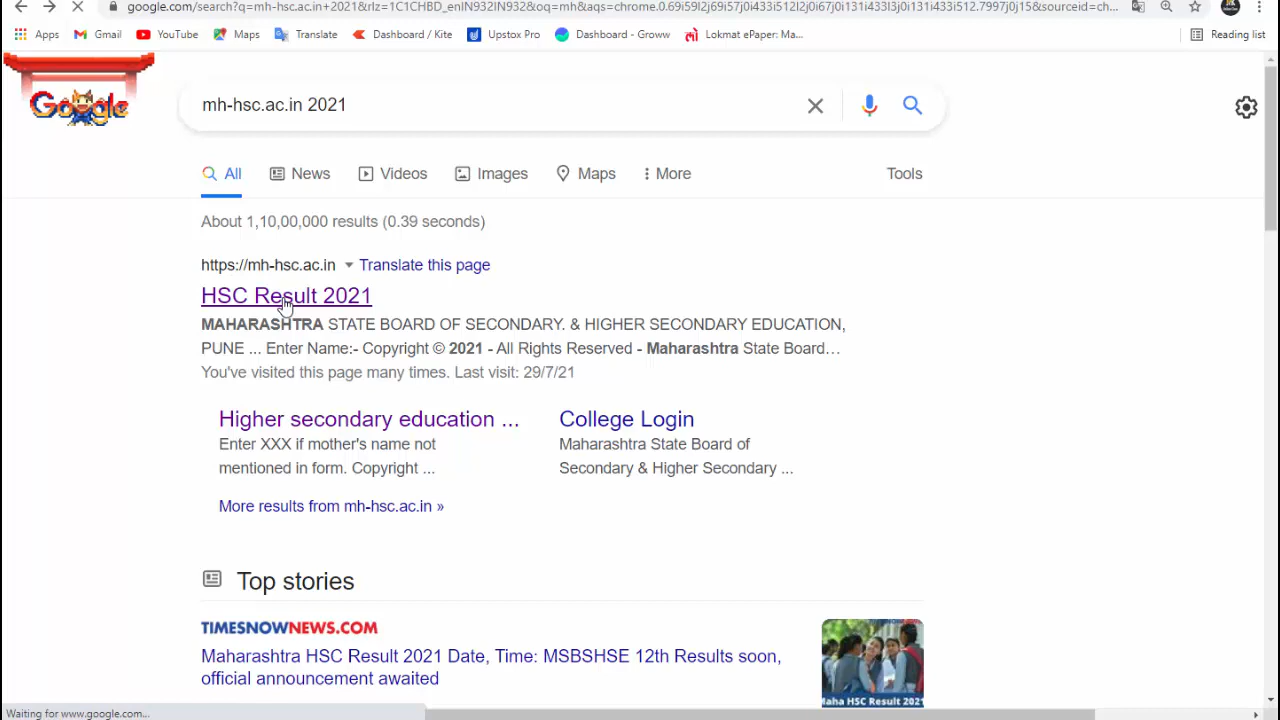 google.com/search?q=mh-hsc.ac.in+2021&rlz=1C1CHBD_enIN932IN932&oq=mh&aqs=chrome.0.69i59l2j69i57j0i433i512l2j0i67j0i131i433l3j0i131i433i512.7997j0j15&sourceid=ch...
Apps Gmail YouTube Maps Translate Dashboard / Kite Upstox Pro Dashboard - Groww Lokmat ePaper: Ma... Reading list
Google mh-hsc.ac.in 2021
All News Videos Images Maps More Tools
About 1,10,00,000 results (0.39 seconds)
https://mh-hsc.ac.in Translate this page
HSC Result 2021
MAHARASHTRA STATE BOARD OF SECONDARY. & HIGHER SECONDARY EDUCATION,
PUNE ... Enter Name:- Copyright © 2021 - All Rights Reserved - Maharashtra State Board...
You've visited this page many times. Last visit: 29/7/21
Higher secondary education ... College Login
Enter XXX if mother's name not Maharashtra State Board of
mentioned in form. Copyright ... Secondary & Higher Secondary ...
More results from mh-hsc.ac.in »
Top stories
TIMESNOWNEWS.COM
Maharashtra HSC Result 2021 Date, Time: MSBSHSE 12th Results soon,
official announcement awaited
Maha HSC Result 2021
Waiting for www.google.com...